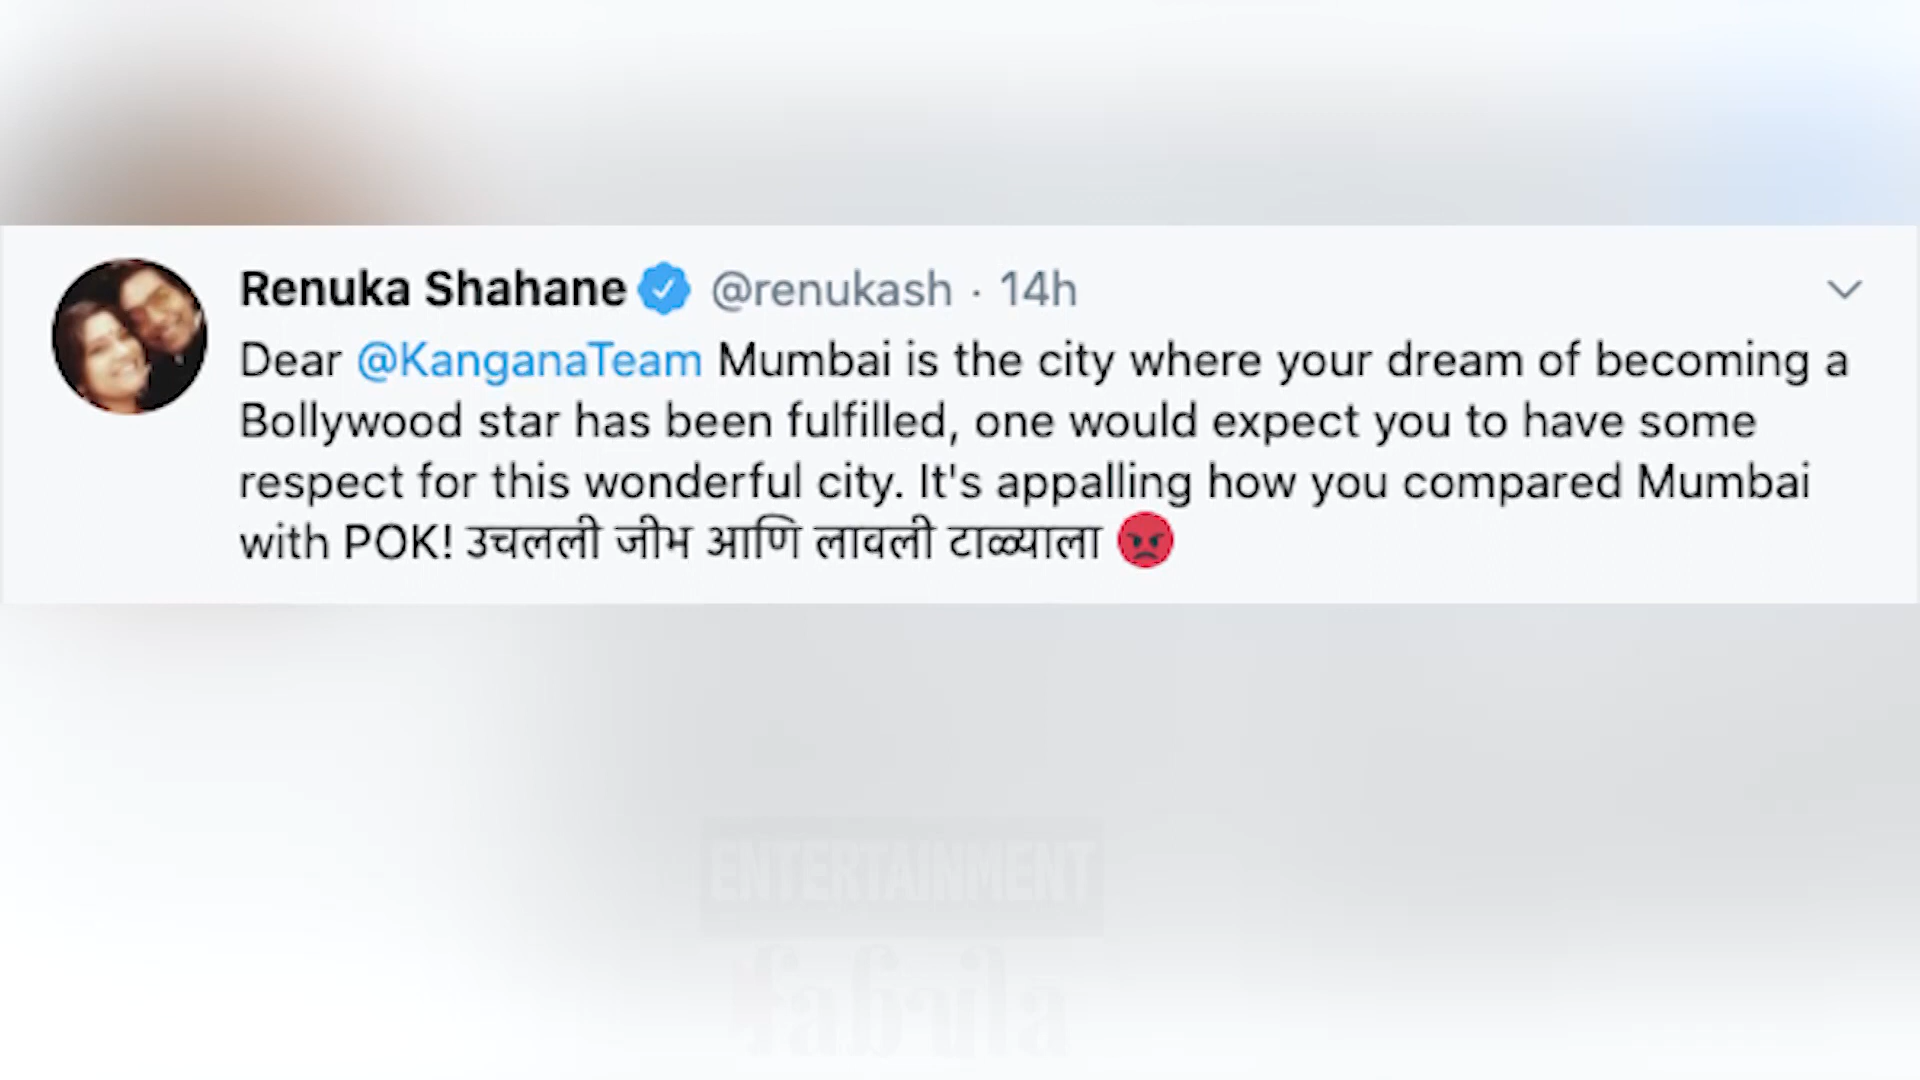 Renuka Shahane @renukash · 14h
Dear @KanganaTeam Mumbai is the city where your dream of becoming a
Bollywood star has been fulfilled, one would expect you to have some
respect for this wonderful city. It's appalling how you compared Mumbai
with POK! उचलली जीभ आणि लावली टाळ्याला 😡
ENTERTAINMENT